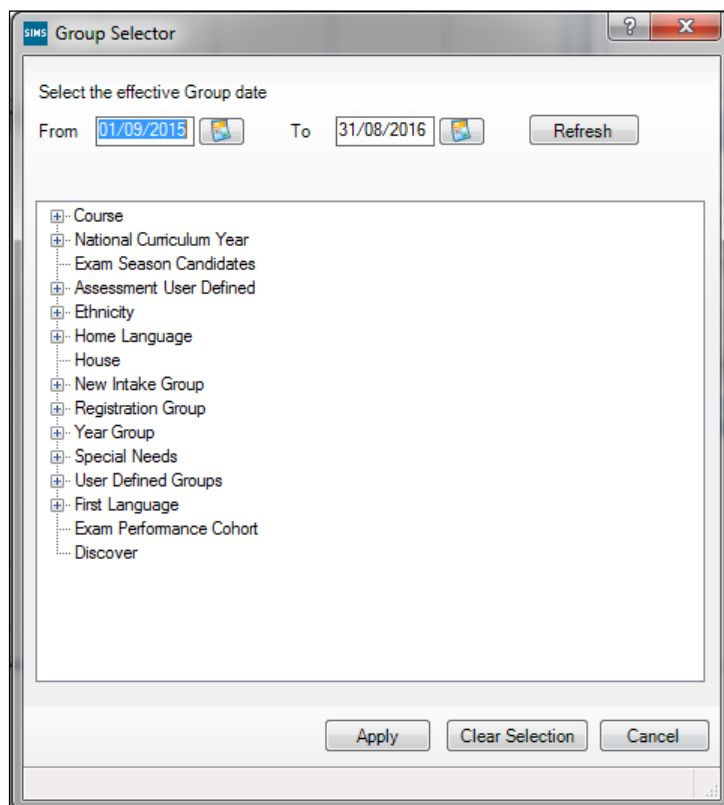 SIMS Group Selector
Select the effective Group date
From 01/09/2015 To 31/08/2016 Refresh
Course
National Curriculum Year
Exam Season Candidates
Assessment User Defined
Ethnicity
Home Language
House
New Intake Group
Registration Group
Year Group
Special Needs
User Defined Groups
First Language
Exam Performance Cohort
Discover
Apply Clear Selection Cancel